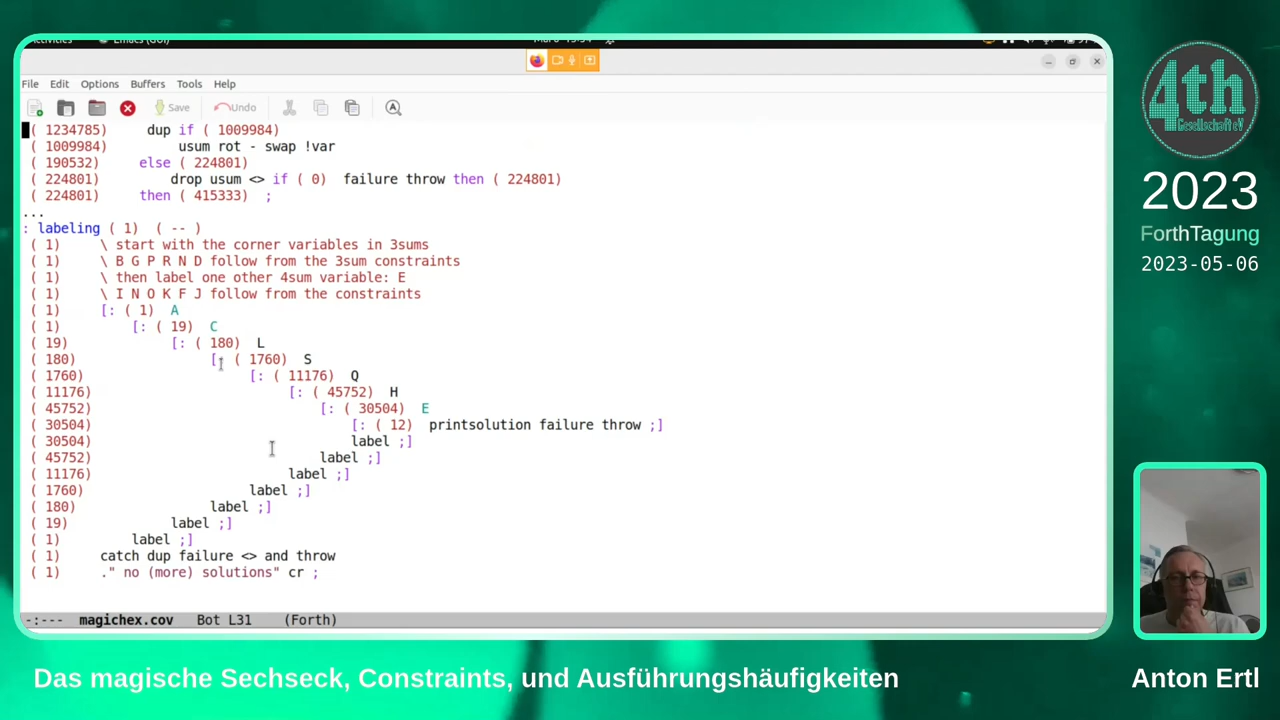 File Edit Options Buffers Tools Help
Save Undo
( 1234785) dup if ( 1009984)
( 1009984) usum rot - swap !var
( 190532) else ( 224801)
( 224801) drop usum <> if ( 0) failure throw then ( 224801)
( 224801) then ( 415333) ;
...
: labeling ( 1) ( -- )
( 1) \ start with the corner variables in 3sums
( 1) \ B G P R N D follow from the 3sum constraints
( 1) \ then label one other 4sum variable: E
( 1) \ I N O K F J follow from the constraints
( 1) [: ( 1) A
( 1) [: ( 19) C
( 19) [: ( 180) L
( 180) [: ( 1760) S
( 1760) [: ( 11176) Q
( 11176) [: ( 45752) H
( 45752) [: ( 30504) E
( 30504) [: ( 12) printsolution failure throw ;]
( 30504) label ;]
( 45752) label ;]
( 11176) label ;]
( 1760) label ;]
( 180) label ;]
( 19) label ;]
( 1) label ;]
( 1) catch dup failure <> and throw
( 1) ." no (more) solutions" cr ;
-:--- magichex.cov Bot L31 (Forth)
4th
Gesellschaft eV
2023
ForthTagung
2023-05-06
Das magische Sechseck, Constraints, und Ausführungshäufigkeiten
Anton Ertl